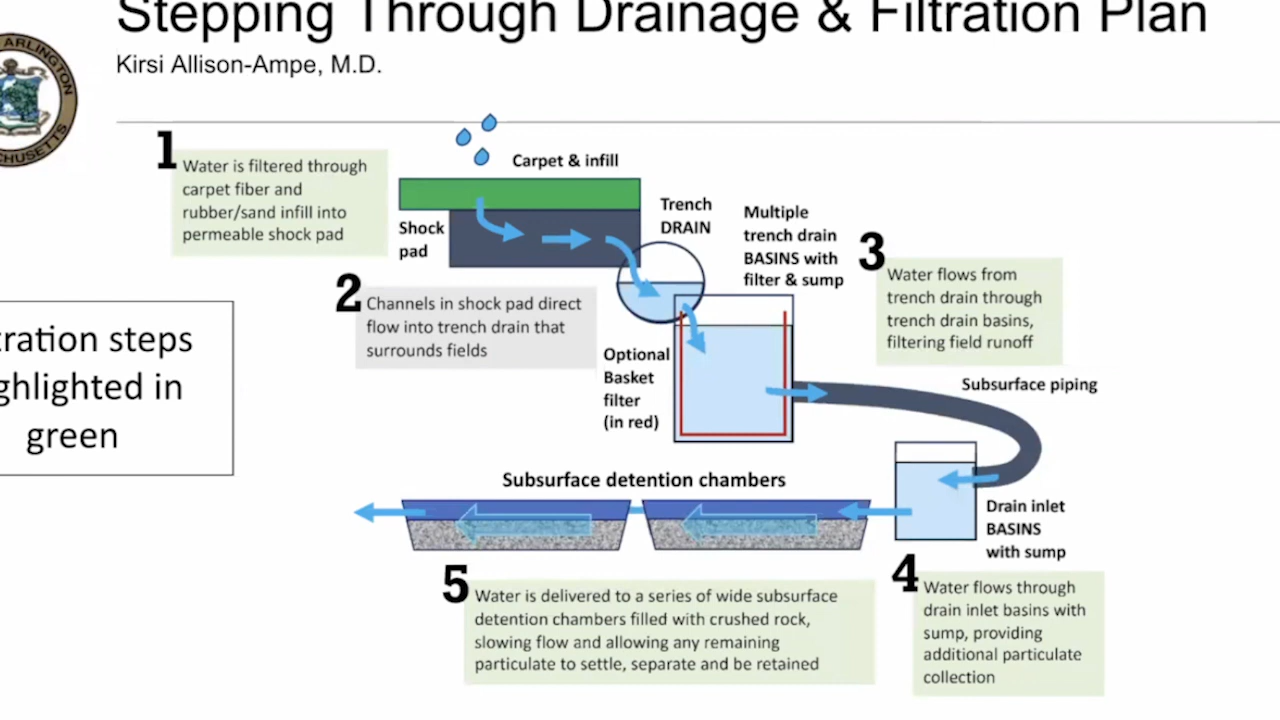 Stepping Through Drainage & Filtration Plan
Kirsi Allison-Ampe, M.D.
ARLINGTON
1
Water is filtered through
carpet fiber and
rubber/sand infill into
permeable shock pad
Carpet & infill
Shock
pad
Trench
DRAIN
Multiple
trench drain
BASINS with
filter & sump
2
Channels in shock pad direct
flow into trench drain that
surrounds fields
3
Water flows from
trench drain through
trench drain basins,
filtering field runoff
Optional
Basket
filter
(in red)
Subsurface piping
steps
in
green
Subsurface detention chambers
Drain inlet
BASINS
with sump
4
Water flows through
drain inlet basins with
sump, providing
additional particulate
collection
5
Water is delivered to a series of wide subsurface
detention chambers filled with crushed rock,
slowing flow and allowing any remaining
particulate to settle, separate and be retained